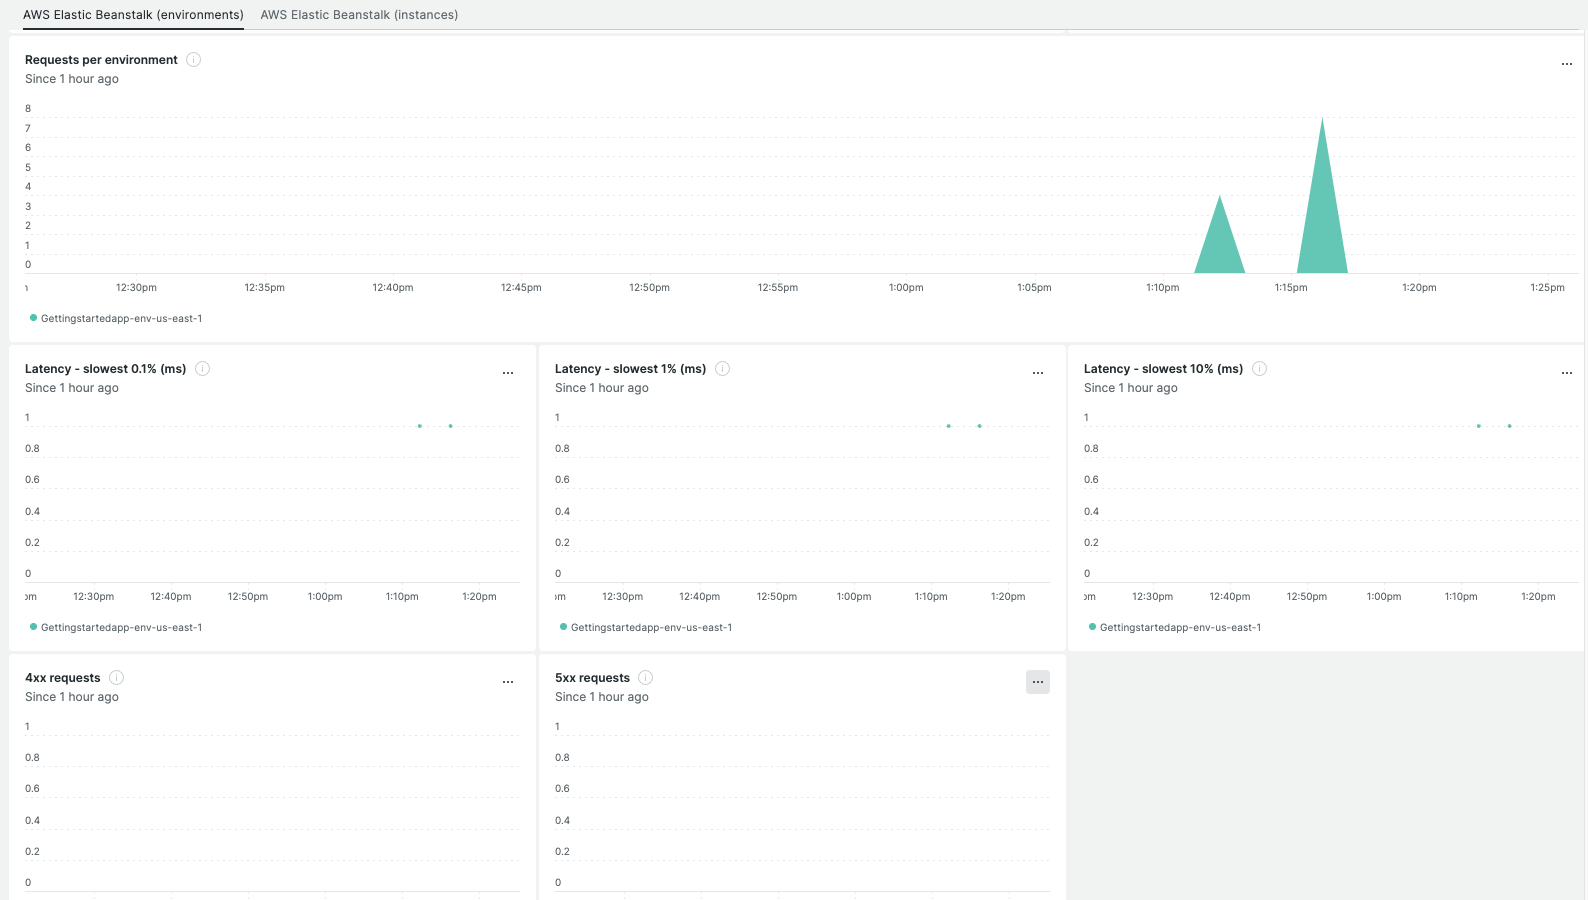 AWS Elastic Beanstalk (environments) AWS Elastic Beanstalk (instances)
Requests per environment
Since 1 hour ago
8
7
6
5
4
3
2
1
0
12:30pm 12:35pm 12:40pm 12:45pm 12:50pm 12:55pm 1:00pm 1:05pm 1:10pm 1:15pm 1:20pm 1:25pm
Gettingstartedapp-env-us-east-1
Latency - slowest 0.1% (ms)
Since 1 hour ago
1
0.8
0.6
0.4
0.2
0
pm 12:30pm 12:40pm 12:50pm 1:00pm 1:10pm 1:20pm
Gettingstartedapp-env-us-east-1
Latency - slowest 1% (ms)
Since 1 hour ago
1
0.8
0.6
0.4
0.2
0
pm 12:30pm 12:40pm 12:50pm 1:00pm 1:10pm 1:20pm
Gettingstartedapp-env-us-east-1
Latency - slowest 10% (ms)
Since 1 hour ago
1
0.8
0.6
0.4
0.2
0
pm 12:30pm 12:40pm 12:50pm 1:00pm 1:10pm 1:20pm
Gettingstartedapp-env-us-east-1
4xx requests
Since 1 hour ago
1
0.8
0.6
0.4
0.2
0
5xx requests
Since 1 hour ago
1
0.8
0.6
0.4
0.2
0